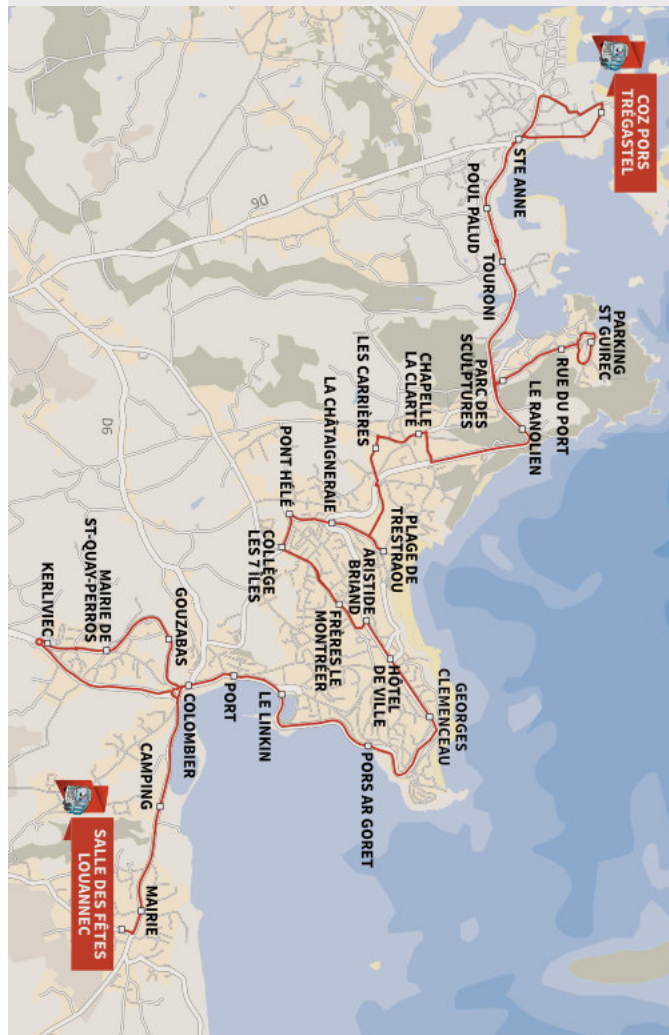 COZ PORS
TRÉGASTEL
STE ANNE
POUL PALUD
TOURONI
PARKING
ST GUIREC
RUE DU PORT
LE RANOLIEN
PARC DES
SCULPTURES
CHAPELLE
LA CLARTÉ
LES CARRIÈRES
LA CHÂTAIGNERAIE
PONT HÉLÉ
PLAGE DE
TRESTRAOU
COLLÈGE
LES 7 ÎLES
ARISTIDE
BRIAND
FRÈRES LE
MONTRÉER
HÔTEL
DE VILLE
GEORGES
CLEMENCEAU
PORS AR GORET
LE LINKIN
PORT
COLOMBIER
GOUZABAS
MAIRIE DE
ST-QUAY-PERROS
KERLIVIEC
CAMPING
MAIRIE
SALLE DES FÊTES
LOUANNEC
D6
D6